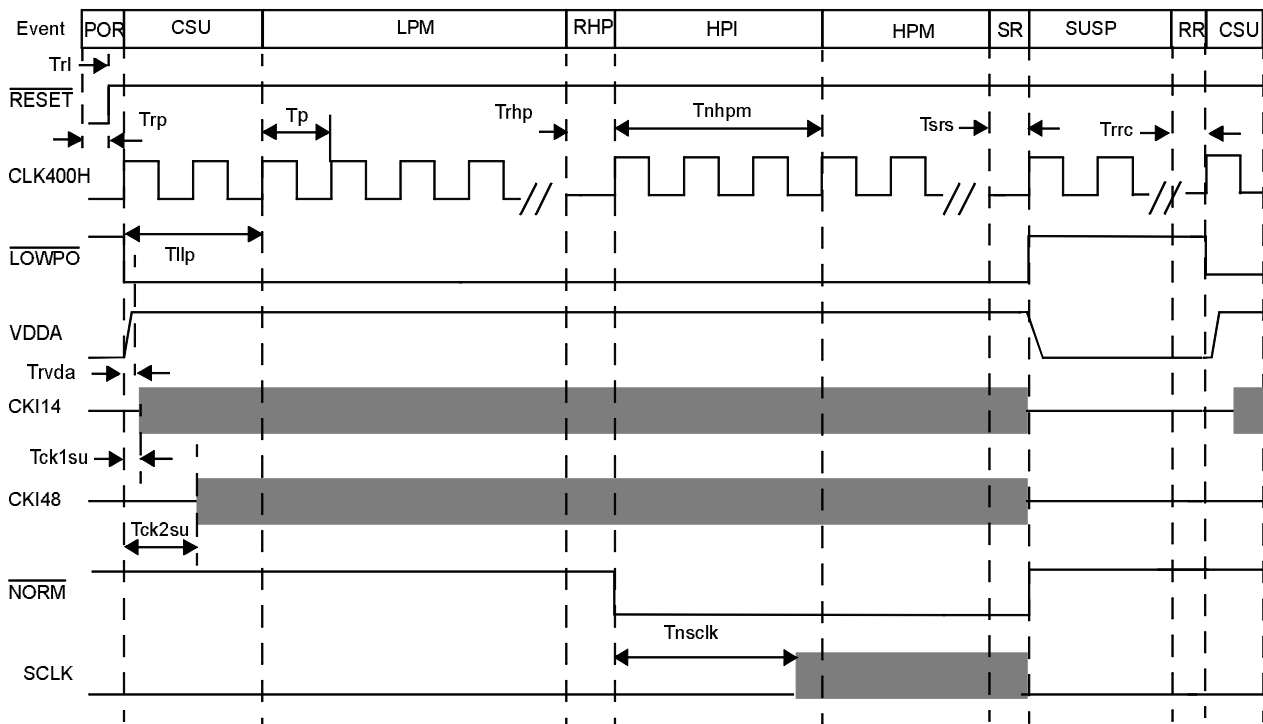 Event POR CSU LPM RHP HPI HPM SR SUSP RR CSU
Trl
RESET
Trp Tp Trhp Tnhpm Tsrs Trrc
CLK400H
LOWPO
Tllp
VDDA
Trvda
CKI14
Tck1su
CKI48
Tck2su
NORM
Tnsclk
SCLK